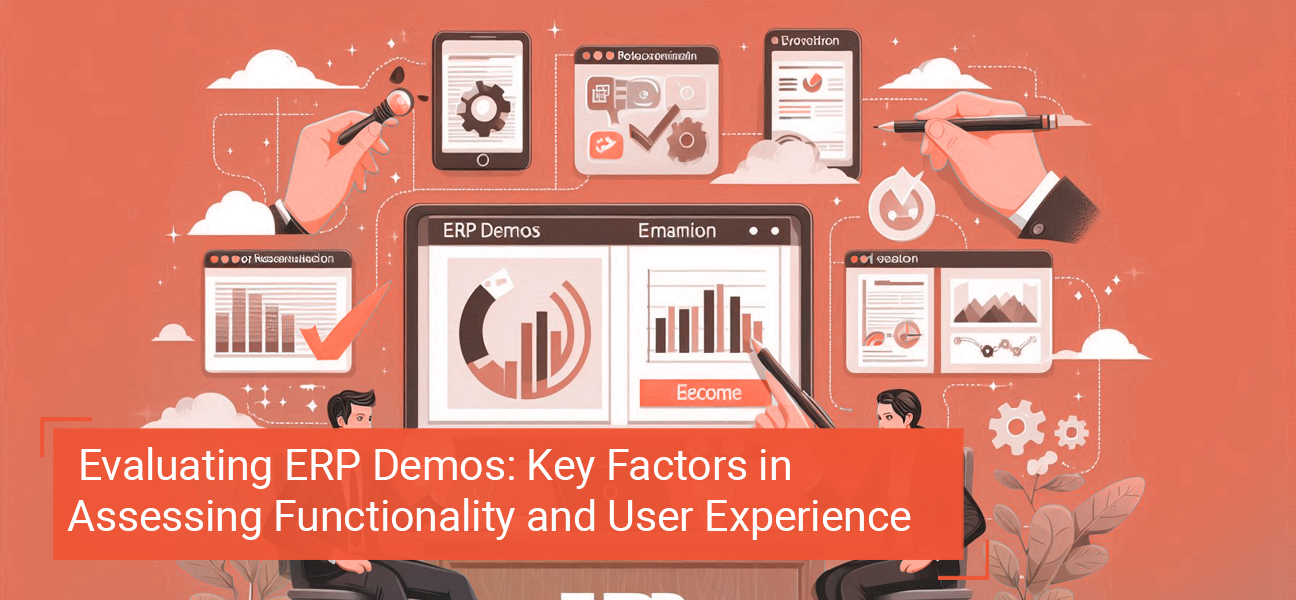 ERP Demos
Emamion
Eecome
Evaluating ERP Demos: Key Factors in
Assessing Functionality and User Experience